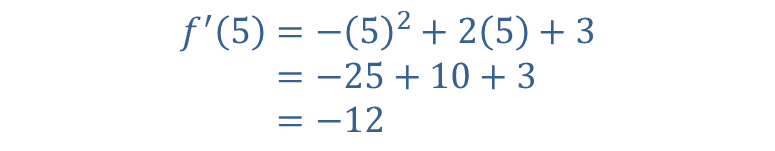 f′(5) = −(5)² + 2(5) + 3
= −25 + 10 + 3
= −12